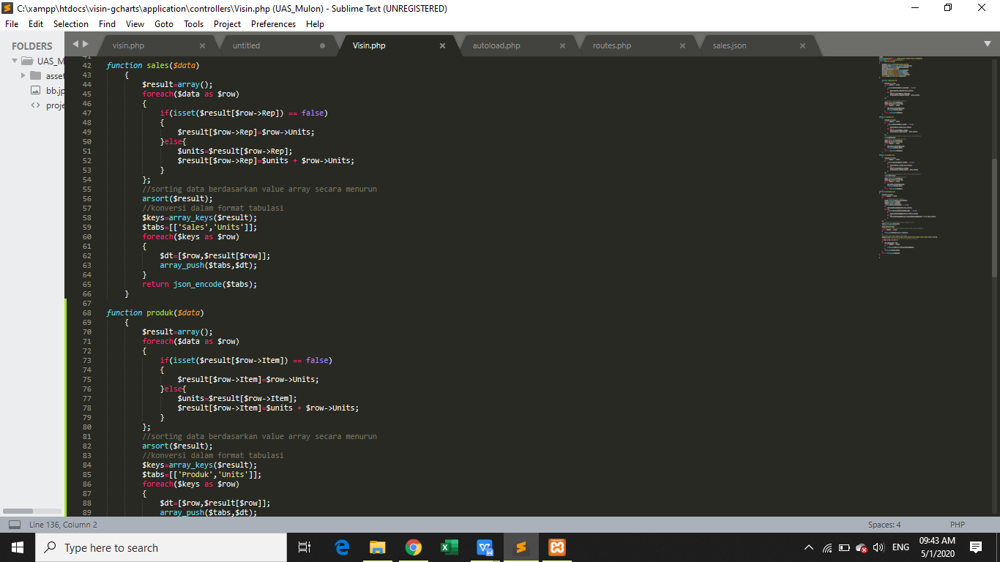 C:\xampp\htdocs\visin-gcharts\application\controllers\Visin.php (UAS_Mulon) - Sublime Text (UNREGISTERED)
File Edit Selection Find View Goto Tools Project Preferences Help
FOLDERS
UAS_M
asset
bb.jp
proje
visin.php
untitled
Visin.php
autoload.php
routes.php
sales.json
41
42 function sales($data)
43 {
44 $result=array();
45 foreach($data as $row)
46 {
47 if(isset($result[$row->Rep]) == false)
48 {
49 $result[$row->Rep]=$row->Units;
50 }else{
51 $units=$result[$row->Rep];
52 $result[$row->Rep]=$units + $row->Units;
53 }
54 };
55 //sorting data berdasarkan value array secara menurun
56 arsort($result);
57 //konversi dalam format tabulasi
58 $keys=array_keys($result);
59 $tabs=[['Sales','Units']];
60 foreach($keys as $row)
61 {
62 $dt=[$row,$result[$row]];
63 array_push($tabs,$dt);
64 }
65 return json_encode($tabs);
66 }
67
68 function produk($data)
69 {
70 $result=array();
71 foreach($data as $row)
72 {
73 if(isset($result[$row->Item]) == false)
74 {
75 $result[$row->Item]=$row->Units;
76 }else{
77 $units=$result[$row->Item];
78 $result[$row->Item]=$units + $row->Units;
79 }
80 };
81 //sorting data berdasarkan value array secara menurun
82 arsort($result);
83 //konversi dalam format tabulasi
84 $keys=array_keys($result);
85 $tabs=[['Produk','Units']];
86 foreach($keys as $row)
87 {
88 $dt=[$row,$result[$row]];
89 array_push($tabs,$dt);
Line 136, Column 2
Spaces: 4
PHP
Type here to search
ENG
09:43 AM
5/1/2020